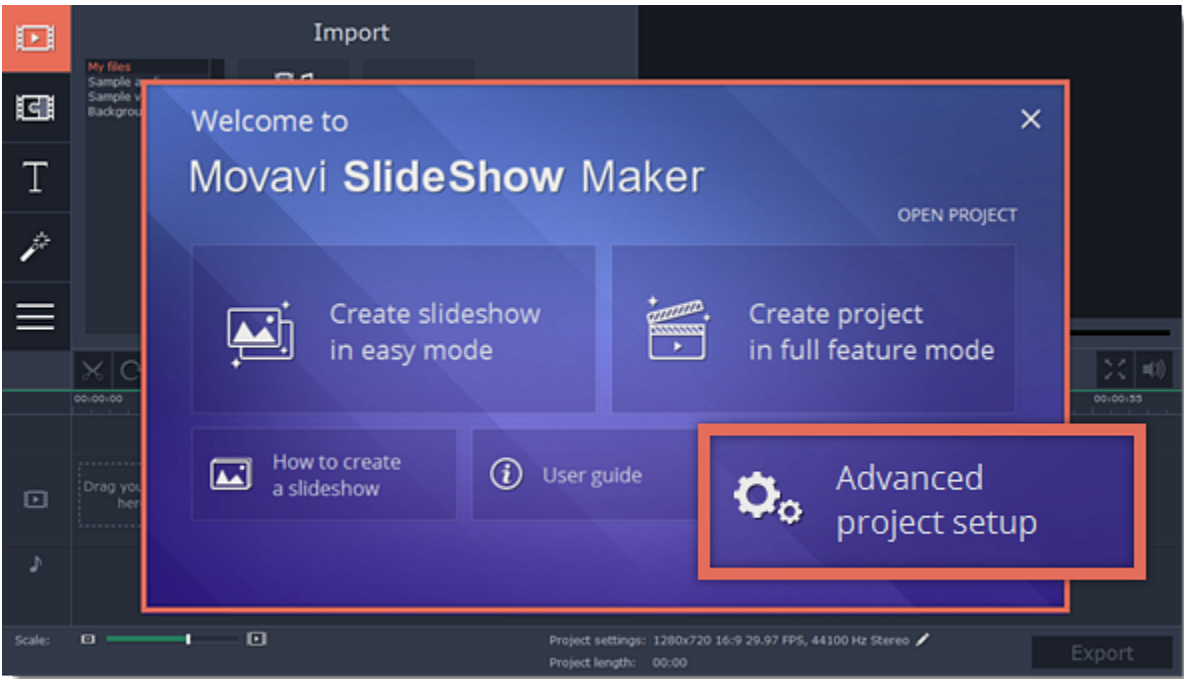 Import
My files
Sample
Sample
Welcome to
Movavi SlideShow Maker
OPEN PROJECT
Create slideshow
in easy mode
Create project
in full feature mode
How to create
a slideshow
User guide
Advanced
project setup
T
00:00:00
00:00:55
Drag
Scale:
Project settings: 1280x720 16:9 29.97 FPS, 44100 Hz Stereo
Project length: 00:00
Export